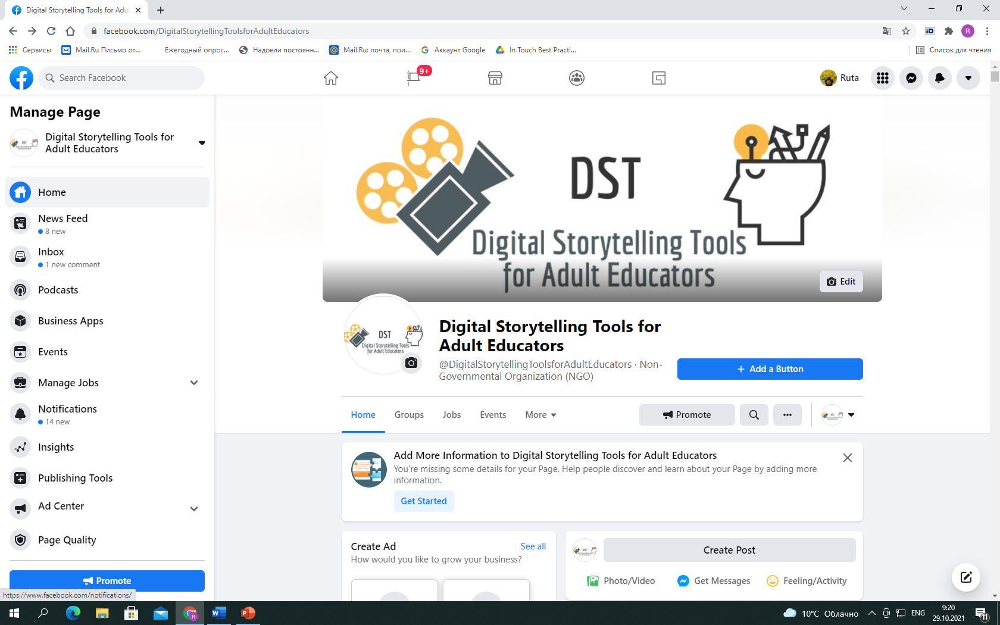 Digital Storytelling Tools for Adul
facebook.com/DigitalStorytellingToolsforAdultEducators
R
Сервисы
Mail.Ru Письмо от...
Ежегодный опрос...
Надоели постоянн...
Mail.Ru: почта, пои...
Аккаунт Google
In Touch Best Practi...
Список для чтения
Search Facebook
9+
Ruta
Manage Page
Digital Storytelling Tools for
Adult Educators
Home
News Feed
8 new
Inbox
1 new comment
Podcasts
Business Apps
Events
Manage Jobs
Notifications
14 new
Insights
Publishing Tools
Ad Center
Page Quality
Promote
https://www.facebook.com/notifications/
DST
Digital Storytelling Tools
for Adult Educators
Edit
DST
Digital Storytelling Tools
for Adult Educators
Digital Storytelling Tools for
Adult Educators
@DigitalStorytellingToolsforAdultEducators · Non-
Governmental Organization (NGO)
+ Add a Button
Home
Groups
Jobs
Events
More
Promote
Add More Information to Digital Storytelling Tools for Adult Educators
You're missing some details for your Page. Help people discover and learn about your Page by adding more
information.
Get Started
Create Ad
See all
How would you like to grow your business?
Create Post
Photo/Video
Get Messages
Feeling/Activity
10°C Облачно
ENG
9:20
29.10.2021
11